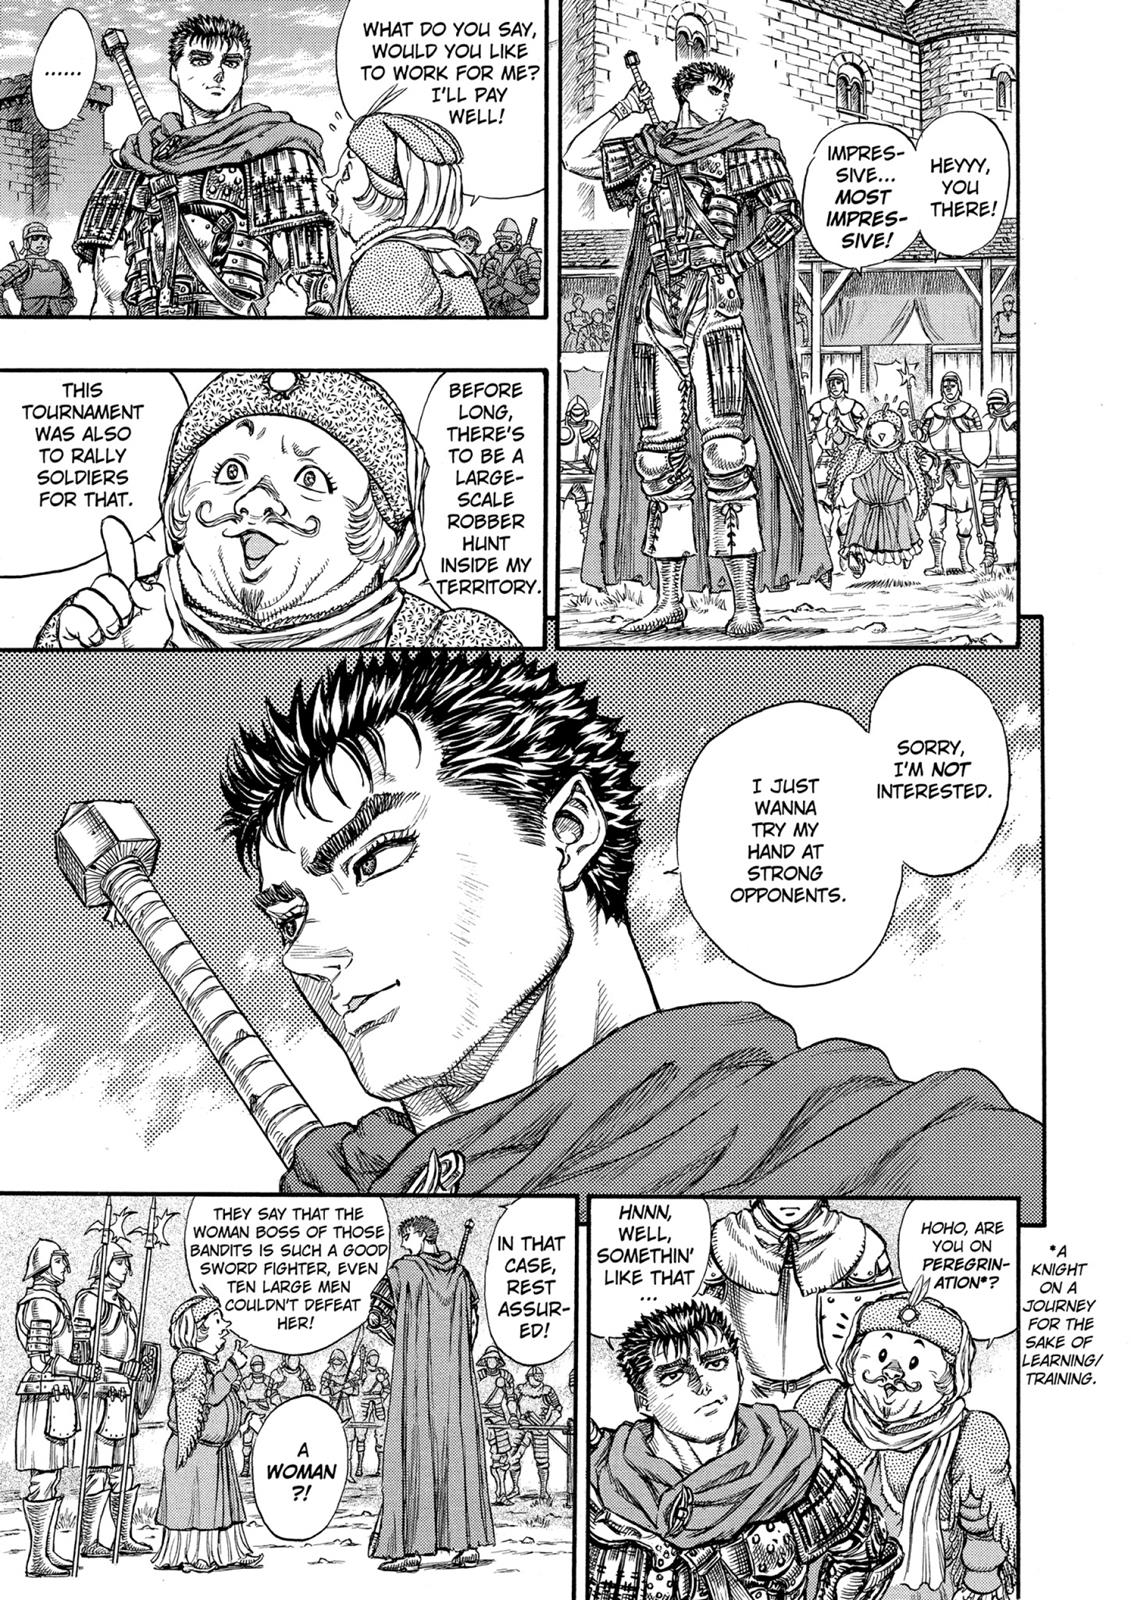 HEYYY,
YOU
THERE!
IMPRES-
SIVE...
MOST
IMPRES-
SIVE!
WHAT DO YOU SAY,
WOULD YOU LIKE
TO WORK FOR ME?
I'LL PAY
WELL!
......
BEFORE
LONG,
THERE'S
TO BE A
LARGE-
SCALE
ROBBER
HUNT
INSIDE MY
TERRITORY.
THIS
TOURNAMENT
WAS ALSO
TO RALLY
SOLDIERS
FOR THAT.
SORRY,
I'M NOT
INTERESTED.
I JUST
WANNA
TRY MY
HAND AT
STRONG
OPPONENTS.
HOHO, ARE
YOU ON
PEREGRIN-
ATION*?
*A
KNIGHT
ON A
JOURNEY
FOR THE
SAKE OF
LEARNING/
TRAINING.
HNNN,
WELL,
SOMETHIN'
LIKE THAT
...
IN THAT
CASE,
REST
ASSUR-
ED!
THEY SAY THAT THE
WOMAN BOSS OF THOSE
BANDITS IS SUCH A GOOD
SWORD FIGHTER, EVEN
TEN LARGE MEN
COULDN'T DEFEAT
HER!
A
WOMAN
?!